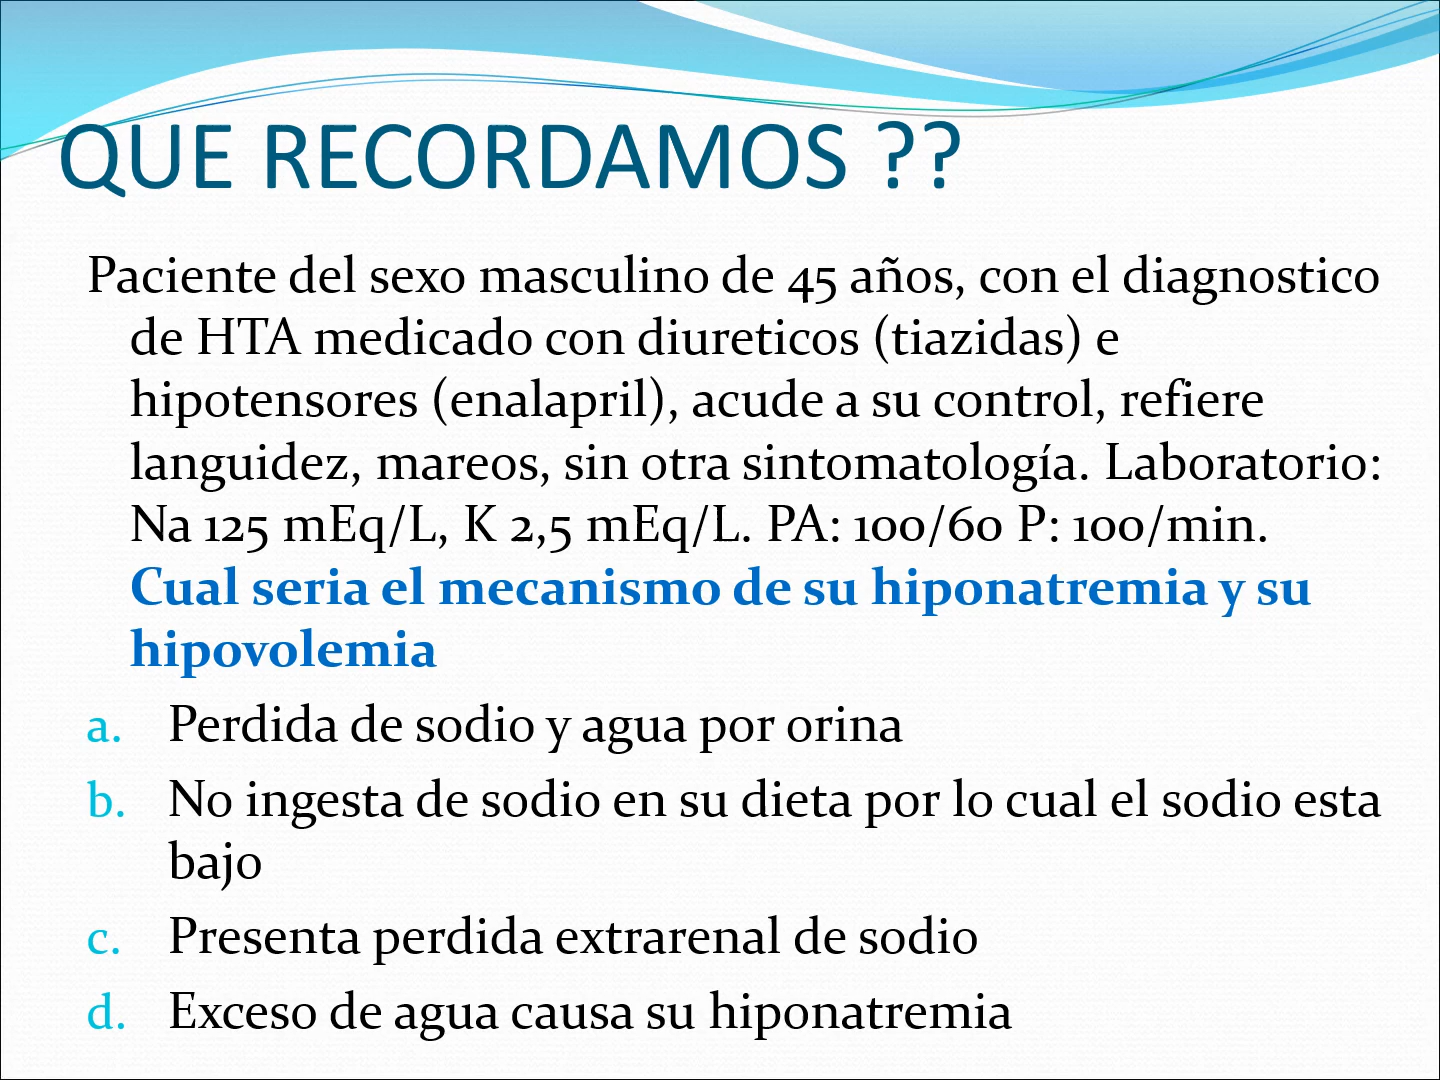 QUE RECORDAMOS ??
Paciente del sexo masculino de 45 años, con el diagnostico
de HTA medicado con diureticos (tiazidas) e
hipotensores (enalapril), acude a su control, refiere
languidez, mareos, sin otra sintomatología. Laboratorio:
Na 125 mEq/L, K 2,5 mEq/L. PA: 100/60 P: 100/min.
Cual seria el mecanismo de su hiponatremia y su
hipovolemia
a. Perdida de sodio y agua por orina
b. No ingesta de sodio en su dieta por lo cual el sodio esta
bajo
c. Presenta perdida extrarenal de sodio
d. Exceso de agua causa su hiponatremia